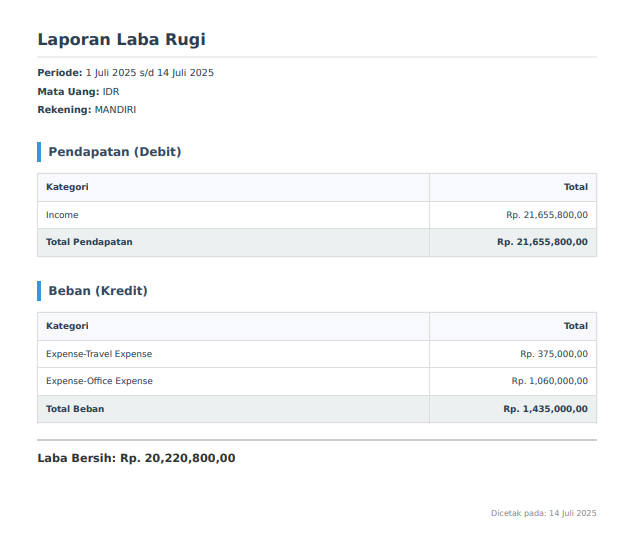 Laporan Laba Rugi
Periode: 1 Juli 2025 s/d 14 Juli 2025
Mata Uang: IDR
Rekening: MANDIRI
Pendapatan (Debit)
Kategori Total
Income Rp. 21,655,800,00
Total Pendapatan Rp. 21,655,800,00
Beban (Kredit)
Kategori Total
Expense-Travel Expense Rp. 375,000,00
Expense-Office Expense Rp. 1,060,000,00
Total Beban Rp. 1,435,000,00
Laba Bersih: Rp. 20,220,800,00
Dicetak pada: 14 Juli 2025